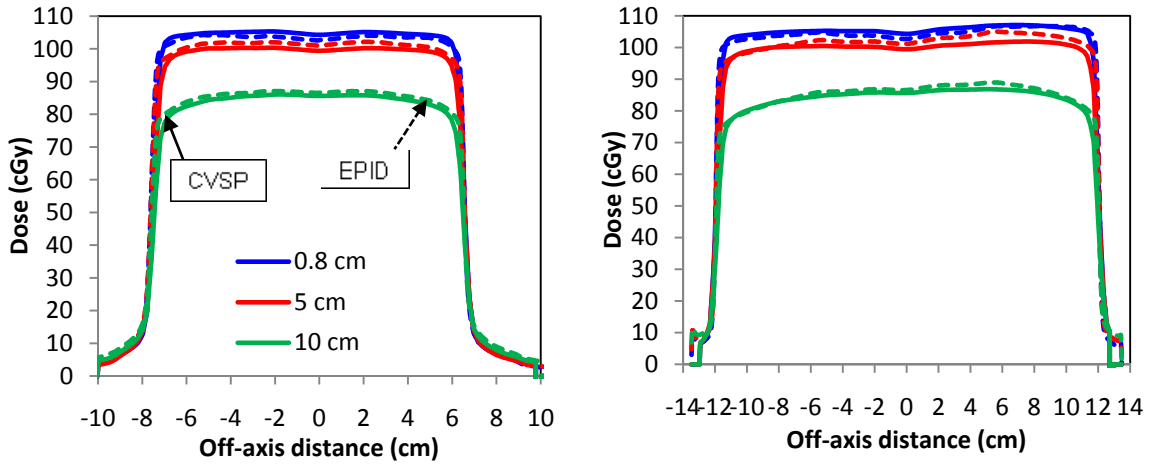 110
100
90
80
70
60
50
40
30
20
10
0
Dose (cGy)
CVSP
EPID
0.8 cm
5 cm
10 cm
-10 -8 -6 -4 -2 0 2 4 6 8 10
Off-axis distance (cm)
110
100
90
80
70
60
50
40
30
20
10
0
Dose (cGy)
-14 -12 -10 -8 -6 -4 -2 0 2 4 6 8 10 12 14
Off-axis distance (cm)